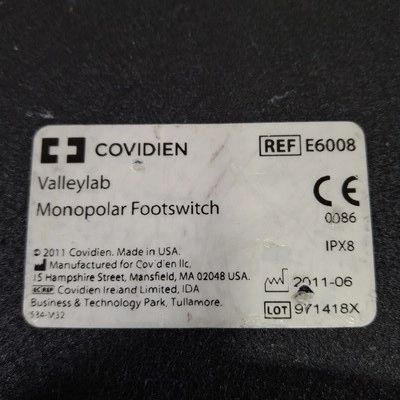 COVIDIEN
REF E6008
Valleylab
Monopolar Footswitch
CE
0086
IPX8
© 2011 Covidien. Made in USA.
Manufactured for Covidien llc,
15 Hampshire Street, Mansfield, MA 02048 USA.
EC REP Covidien Ireland Limited, IDA
Business & Technology Park, Tullamore.
2011-06
LOT 971418X